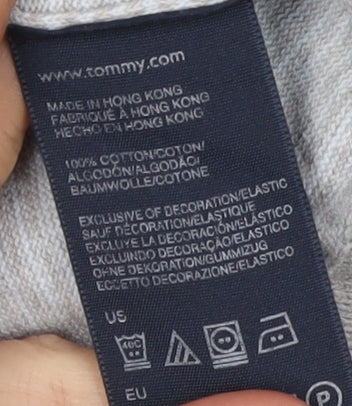 www.tommy.com
MADE IN HONG KONG
FABRIQUÉ À HONG KONG
HECHO EN HONG KONG
100% COTTON/COTON/
ALGODÓN/ALGODÃO/
BAUMWOLLE/COTONE
EXCLUSIVE OF DECORATION/ELASTIC
SAUF DÉCORATION/ELASTIQUE
EXCLUYE LA DECORACIÓN/ELÁSTICO
EXCLUINDO DECORAÇÃO/ELÁSTICO
OHNE DEKORATION/GUMMIZUG
ECCETTO DECORAZIONE/ELASTICO
US
40C
EU
P